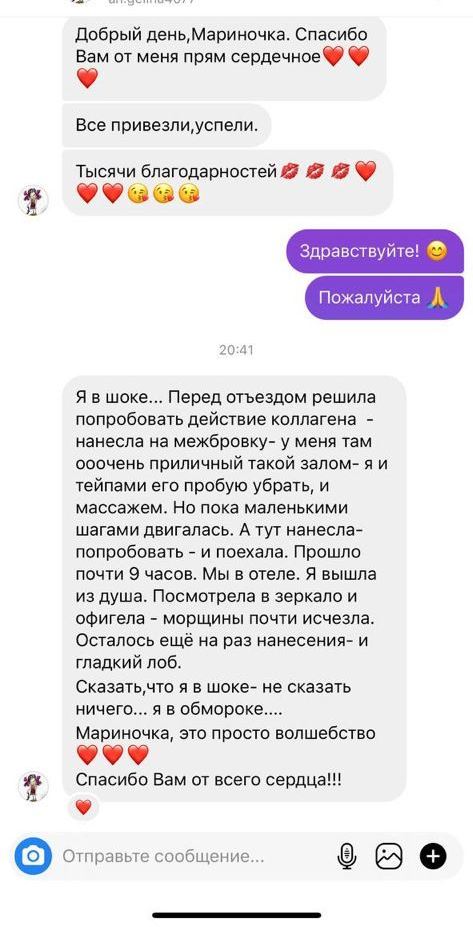 Добрый день,Мариночка. Спасибо
Вам от меня прям сердечное❤️❤️
❤️
Все привезли,успели.
Тысячи благодарностей💋💋💋❤️
❤️❤️😘😘😘
Здравствуйте! 😊
Пожалуйста 🙏
20:41
Я в шоке... Перед отъездом решила
попробовать действие коллагена -
нанесла на межбровку- у меня там
ооочень приличный такой залом- я и
тейпами его пробую убрать, и
массажем. Но пока маленькими
шагами двигалась. А тут нанесла-
попробовать - и поехала. Прошло
почти 9 часов. Мы в отеле. Я вышла
из душа. Посмотрела в зеркало и
офигела - морщины почти исчезла.
Осталось ещё на раз нанесения- и
гладкий лоб.
Сказать,что я в шоке- не сказать
ничего... я в обмороке....
Мариночка, это просто волшебство
❤️❤️❤️
Спасибо Вам от всего сердца!!!
❤️
Отправьте сообщение...